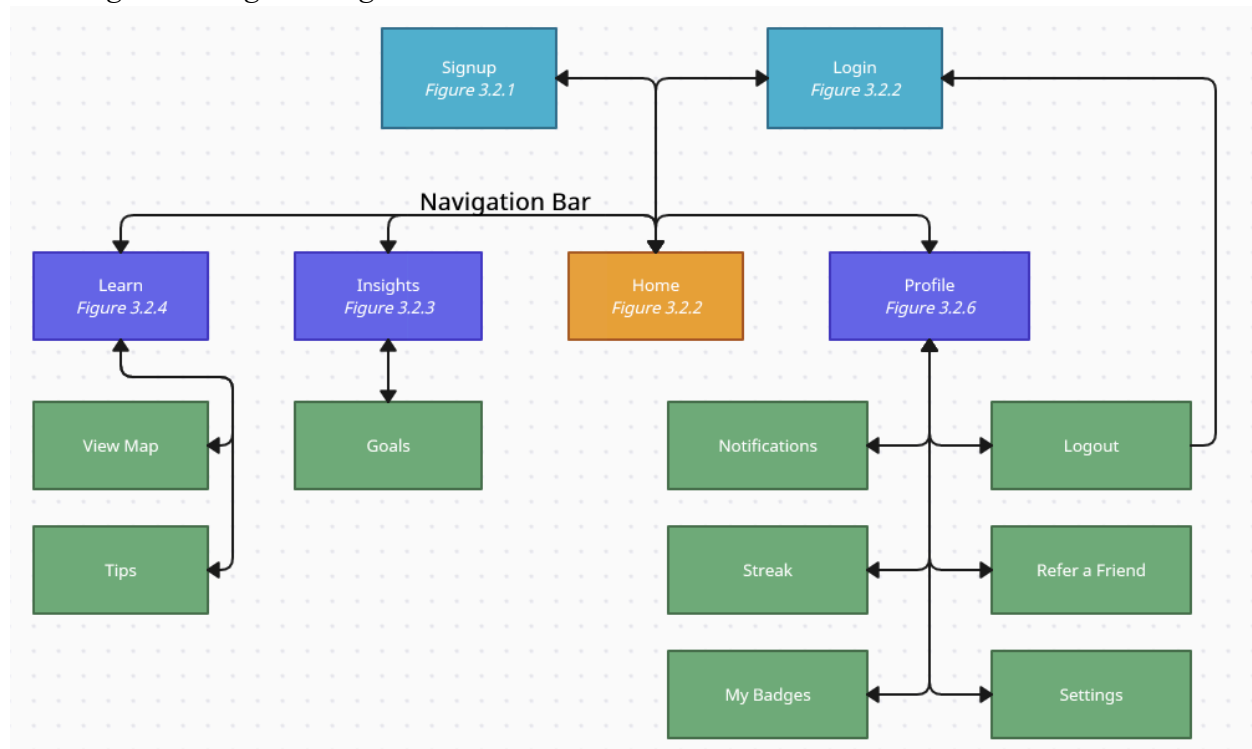 Signup
Figure 3.2.1
Login
Figure 3.2.2
Navigation Bar
Learn
Figure 3.2.4
Insights
Figure 3.2.3
Home
Figure 3.2.2
Profile
Figure 3.2.6
View Map
Goals
Notifications
Logout
Tips
Streak
Refer a Friend
My Badges
Settings